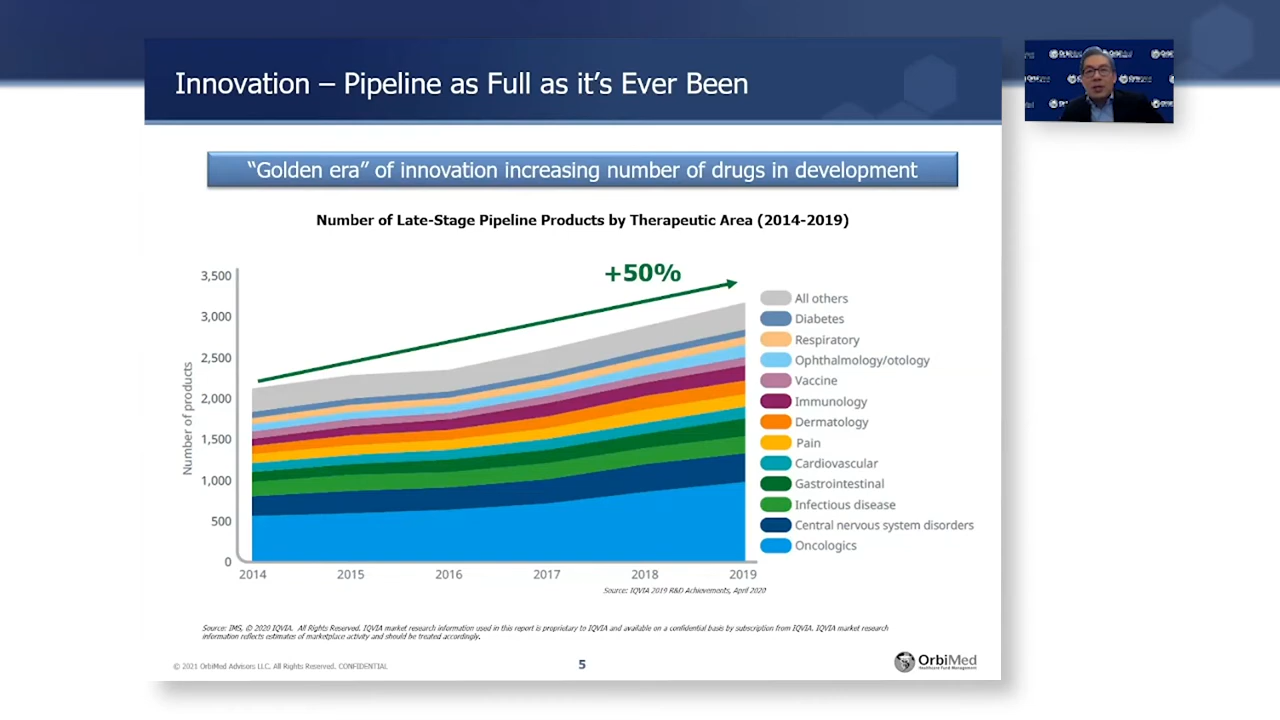 Innovation – Pipeline as Full as it's Ever Been
"Golden era" of innovation increasing number of drugs in development
Number of Late-Stage Pipeline Products by Therapeutic Area (2014-2019)
+50%
Number of products
3,500
3,000
2,500
2,000
1,500
1,000
500
0
2014 2015 2016 2017 2018 2019
All others
Diabetes
Respiratory
Ophthalmology/otology
Vaccine
Immunology
Dermatology
Pain
Cardiovascular
Gastrointestinal
Infectious disease
Central nervous system disorders
Oncologics
Source: IQVIA 2019 R&D Achievements, April 2020
Source: IMS, © 2020 IQVIA. All Rights Reserved. IQVIA market research information used in this report is proprietary to IQVIA and available on a confidential basis by subscription from IQVIA. IQVIA market research
information reflects estimates of marketplace activity and should be treated accordingly.
© 2021 OrbiMed Advisors LLC. All Rights Reserved. CONFIDENTIAL
5
OrbiMed
Healthcare Fund Management
OrbiMed